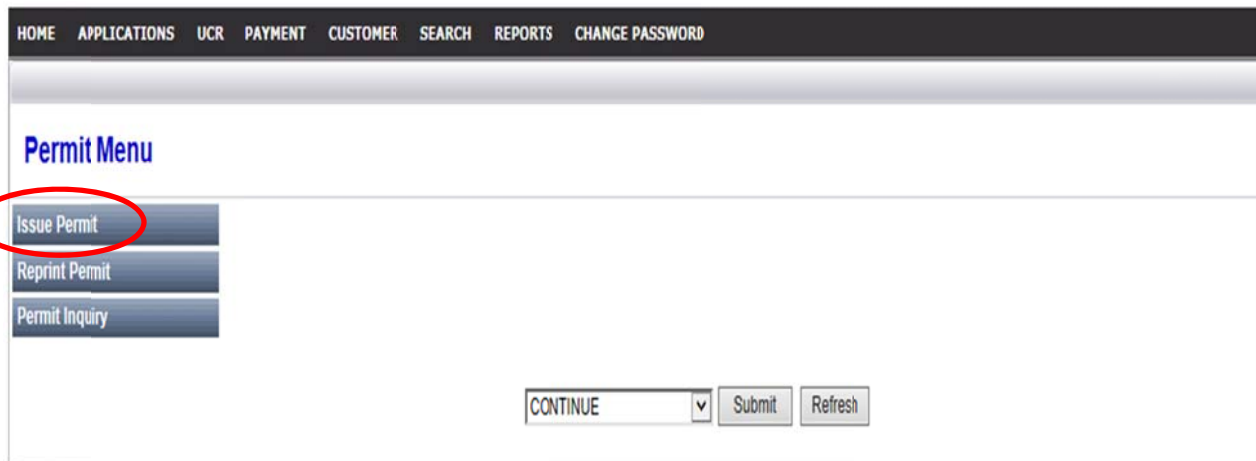 HOME APPLICATIONS UCR PAYMENT CUSTOMER SEARCH REPORTS CHANGE PASSWORD
Permit Menu
Issue Permit
Reprint Permit
Permit Inquiry
CONTINUE Submit Refresh